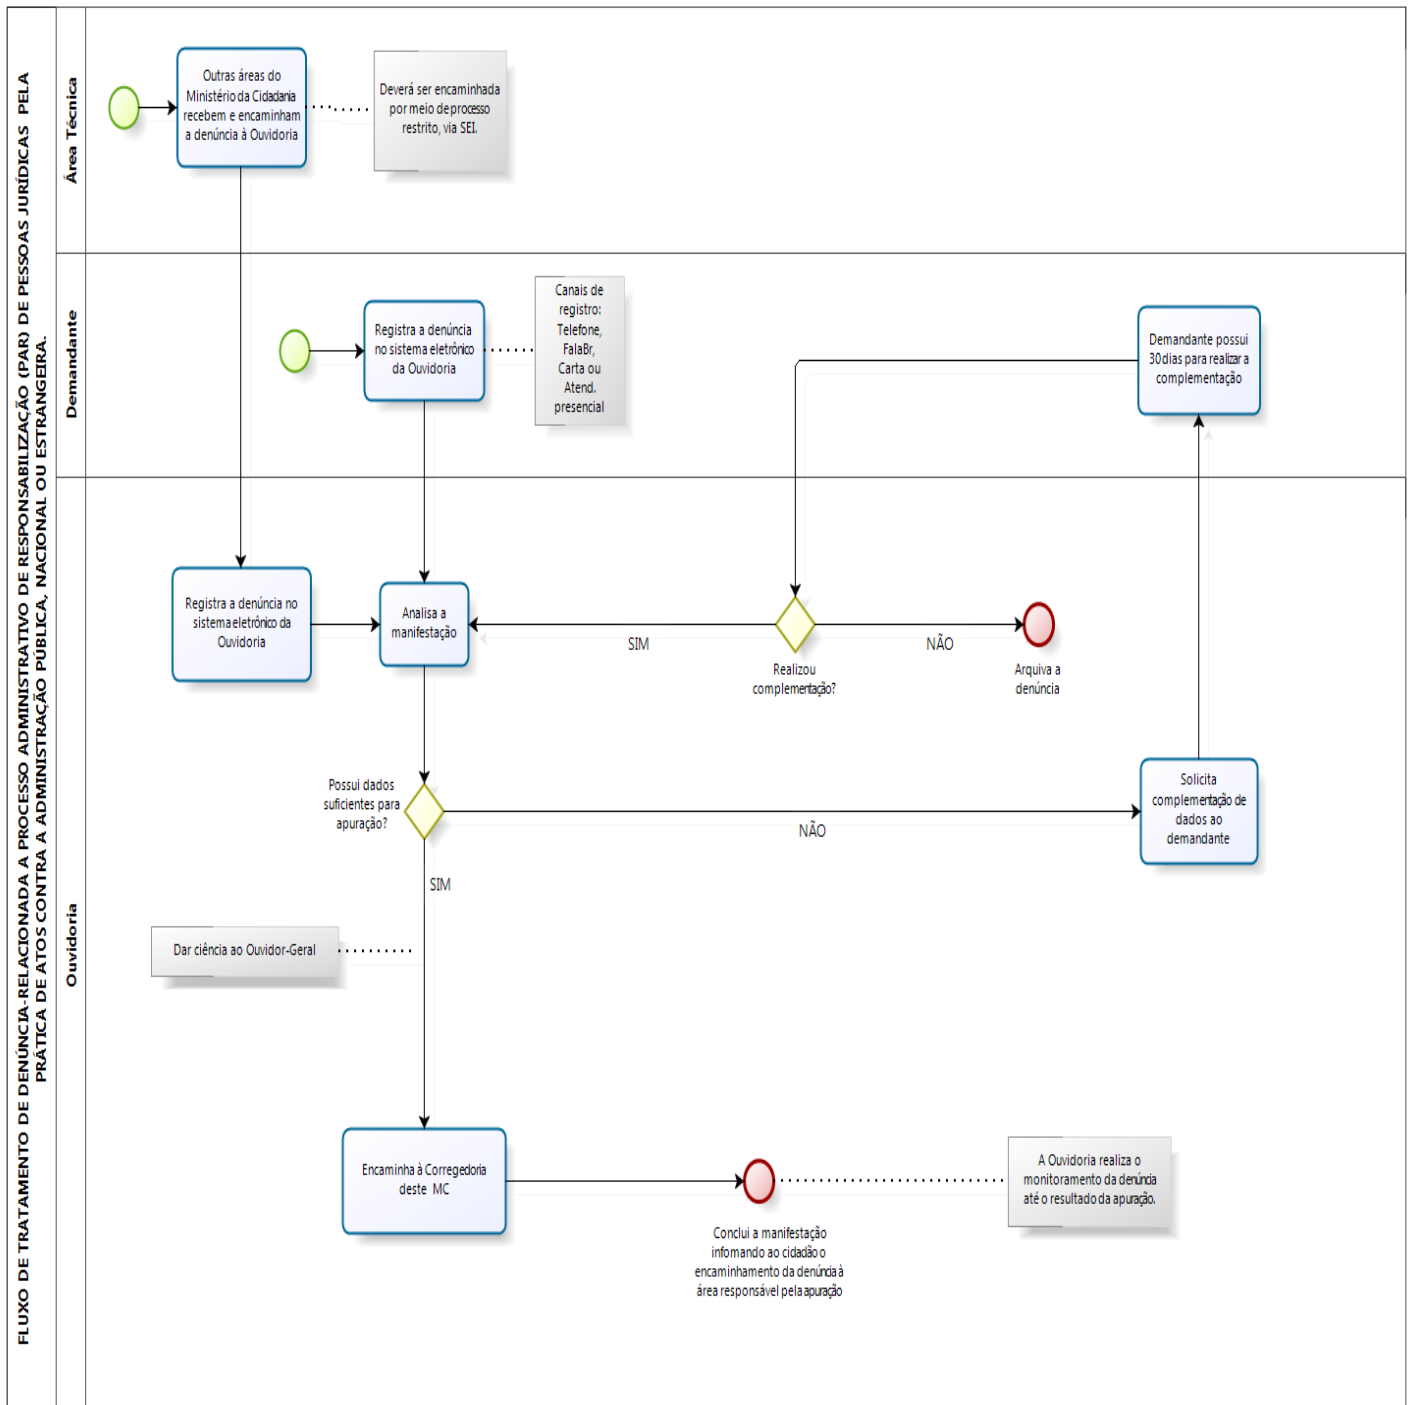 FLUXO DE TRATAMENTO DE DENÚNCIA-RELACIONADA A PROCESSO ADMINISTRATIVO DE RESPONSABILIZAÇÃO (PAR) DE PESSOAS JURÍDICAS PELA
PRÁTICA DE ATOS CONTRA A ADMINISTRAÇÃO PÚBLICA, NACIONAL OU ESTRANGERA.
Área Técnica
Outras áreas do
Ministério da Cidadania
recebem e encaminham
a denúncia à Ouvidoria
Deverá ser encaminhada
por meio de processo
restrito, via SEI.
Demandante
Registra a denúncia
no sistema eletrônico
da Ouvidoria
Canais de
registro:
Telefone,
FalaBr,
Carta ou
Atend.
presencial
Demandante possui
30 dias para realizar a
complementação
Ouvidoria
Registra a denúncia no
sistema eletrônico da
Ouvidoria
Analisa a
manifestação
SIM
Realizou
complementação?
NÃO
Arquiva a
denúncia
Possui dados
suficientes para
apuração?
NÃO
Solicita
complementação de
dados ao
demandante
SIM
Dar ciência ao Ouvidor-Geral
Encaminha à Corregedoria
deste MC
Conclui a manifestação
infomando ao cidadão o
encaminhamento da denúncia à
área responsável pela apuração
A Ouvidoria realiza o
monitoramento da denúncia
até o resultado da apuração.